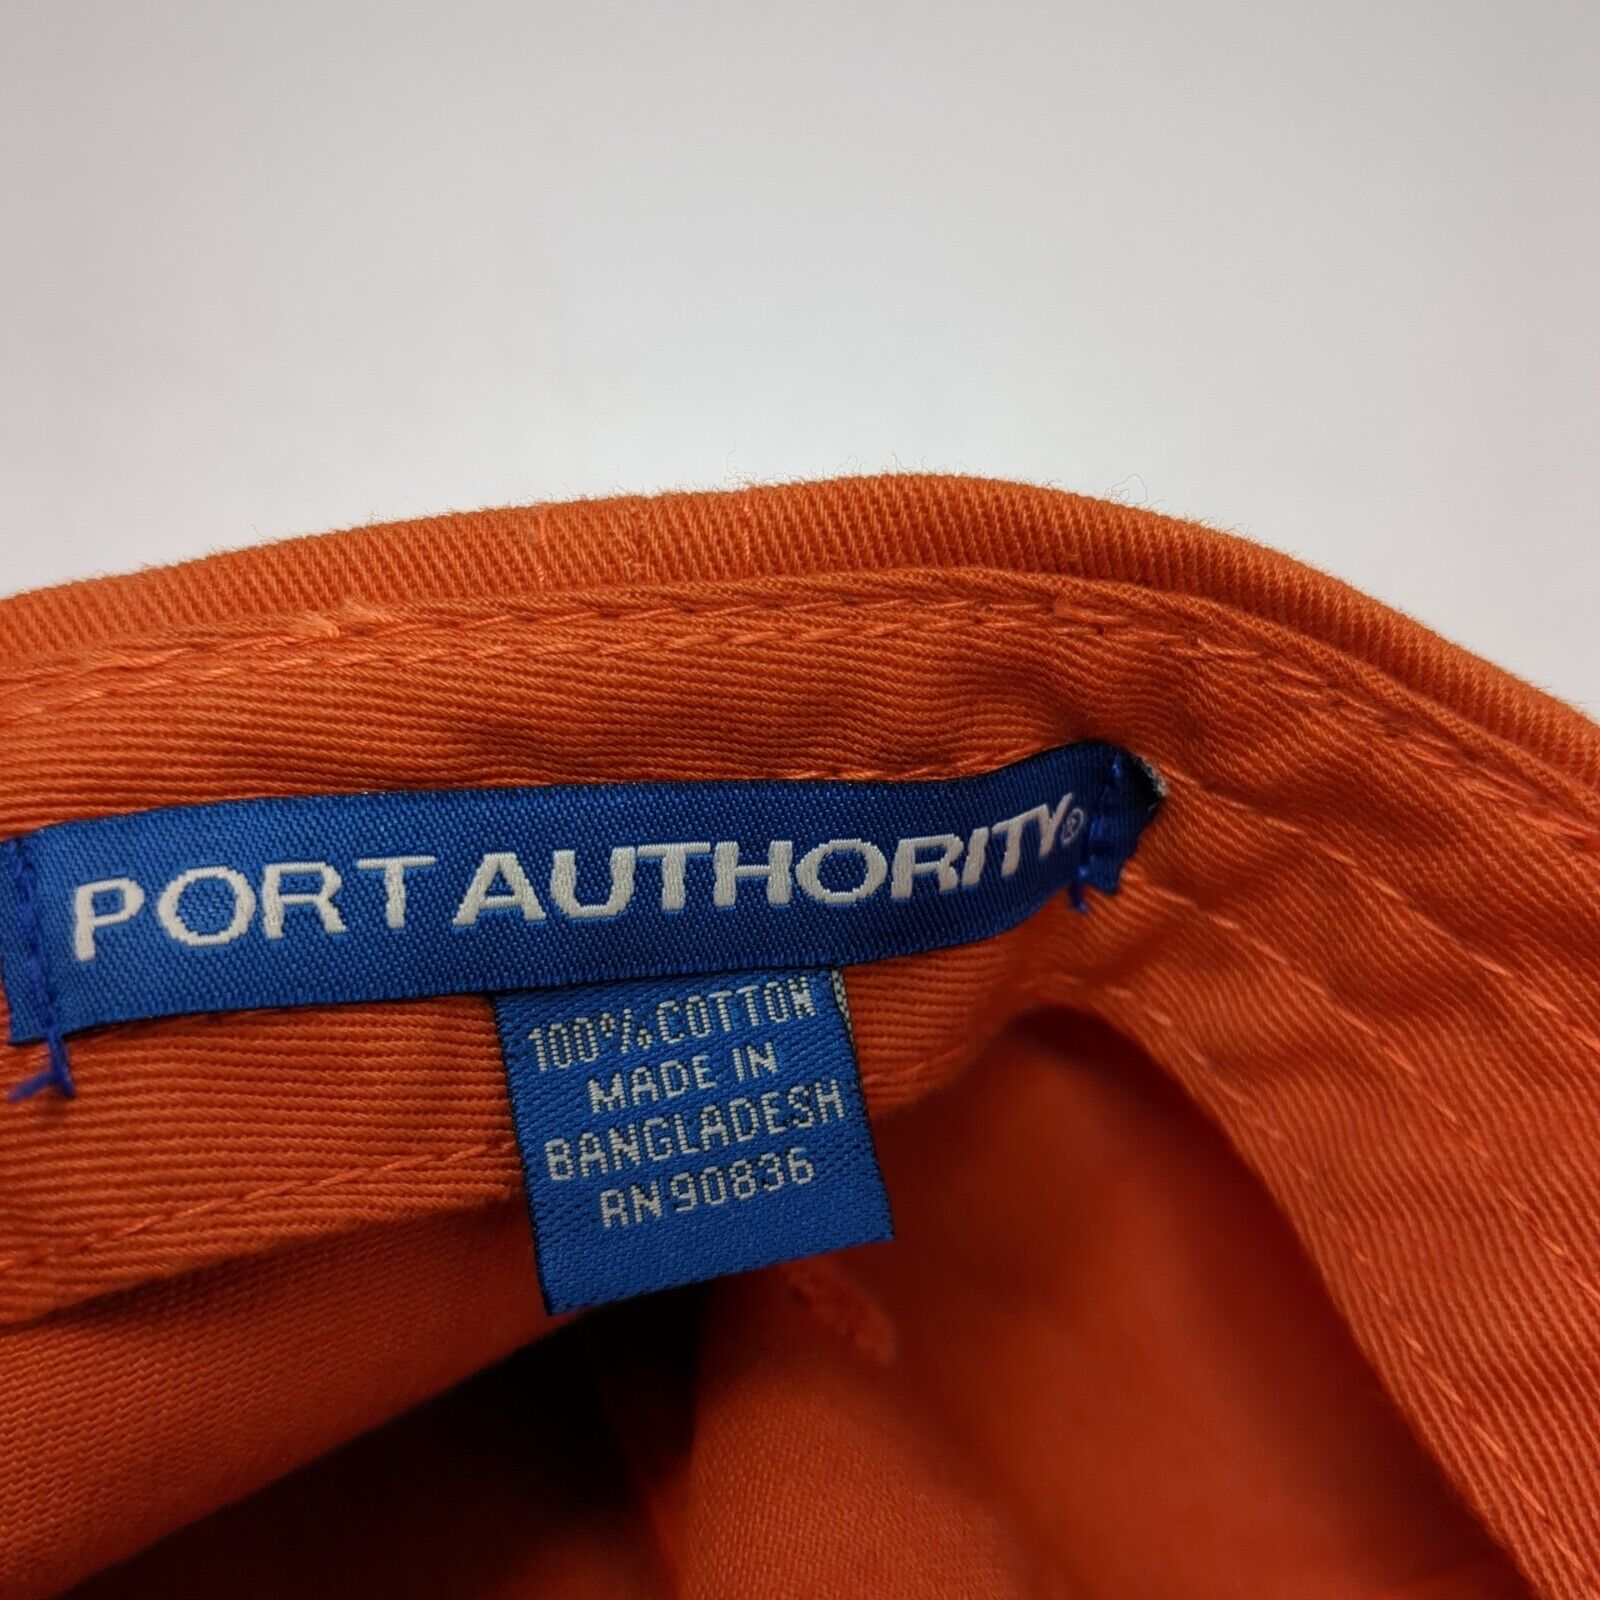 PORT AUTHORITY®
100% COTTON
MADE IN
BANGLADESH
RN 90836